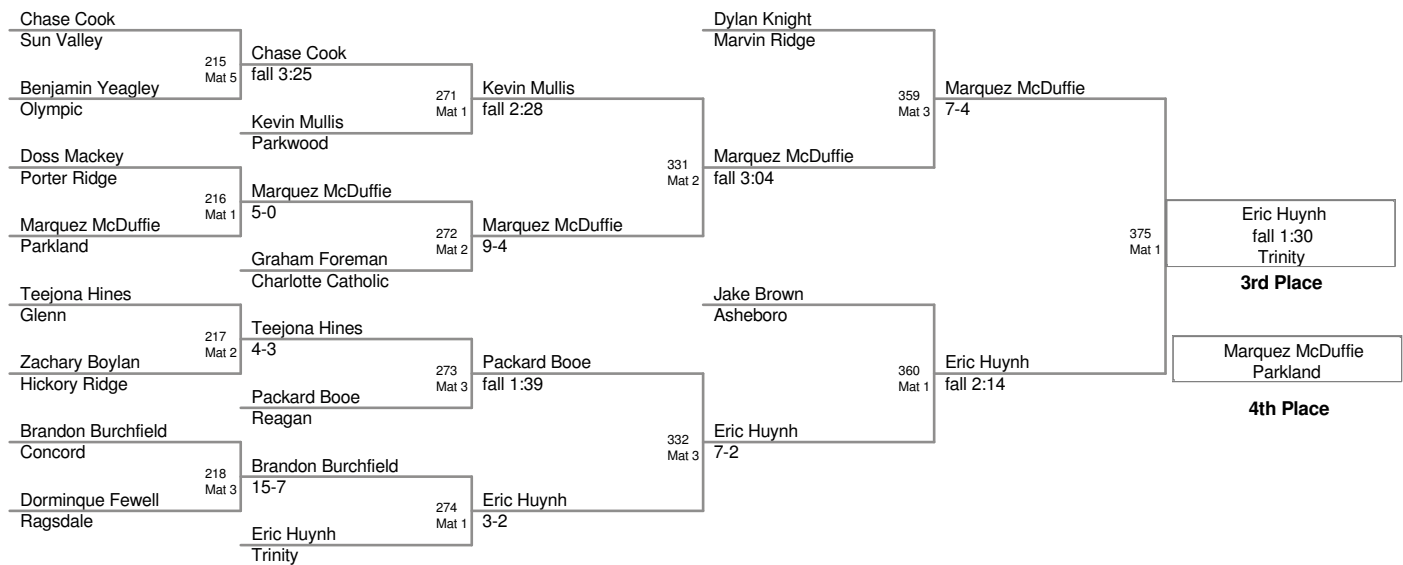 Chase Cook
Sun Valley
215
Mat 5
Benjamin Yeagley
Olympic
Chase Cook
fall 3:25
271
Mat 1
Kevin Mullis
Parkwood
Kevin Mullis
fall 2:28
Doss Mackey
Porter Ridge
216
Mat 1
Marquez McDuffie
Parkland
Marquez McDuffie
5-0
272
Mat 2
Graham Foreman
Charlotte Catholic
Marquez McDuffie
9-4
331
Mat 2
Dylan Knight
Marvin Ridge
359
Mat 3
Marquez McDuffie
fall 3:04
Marquez McDuffie
7-4
Teejona Hines
Glenn
217
Mat 2
Zachary Boylan
Hickory Ridge
Teejona Hines
4-3
273
Mat 3
Packard Booe
Reagan
Packard Booe
fall 1:39
Brandon Burchfield
Concord
218
Mat 3
Dorminque Fewell
Ragsdale
Brandon Burchfield
15-7
274
Mat 1
Eric Huynh
Trinity
Eric Huynh
3-2
332
Mat 3
Jake Brown
Asheboro
360
Mat 1
Eric Huynh
7-2
Eric Huynh
fall 2:14
375
Mat 1
Eric Huynh
fall 1:30
Trinity
3rd Place
Marquez McDuffie
Parkland
4th Place